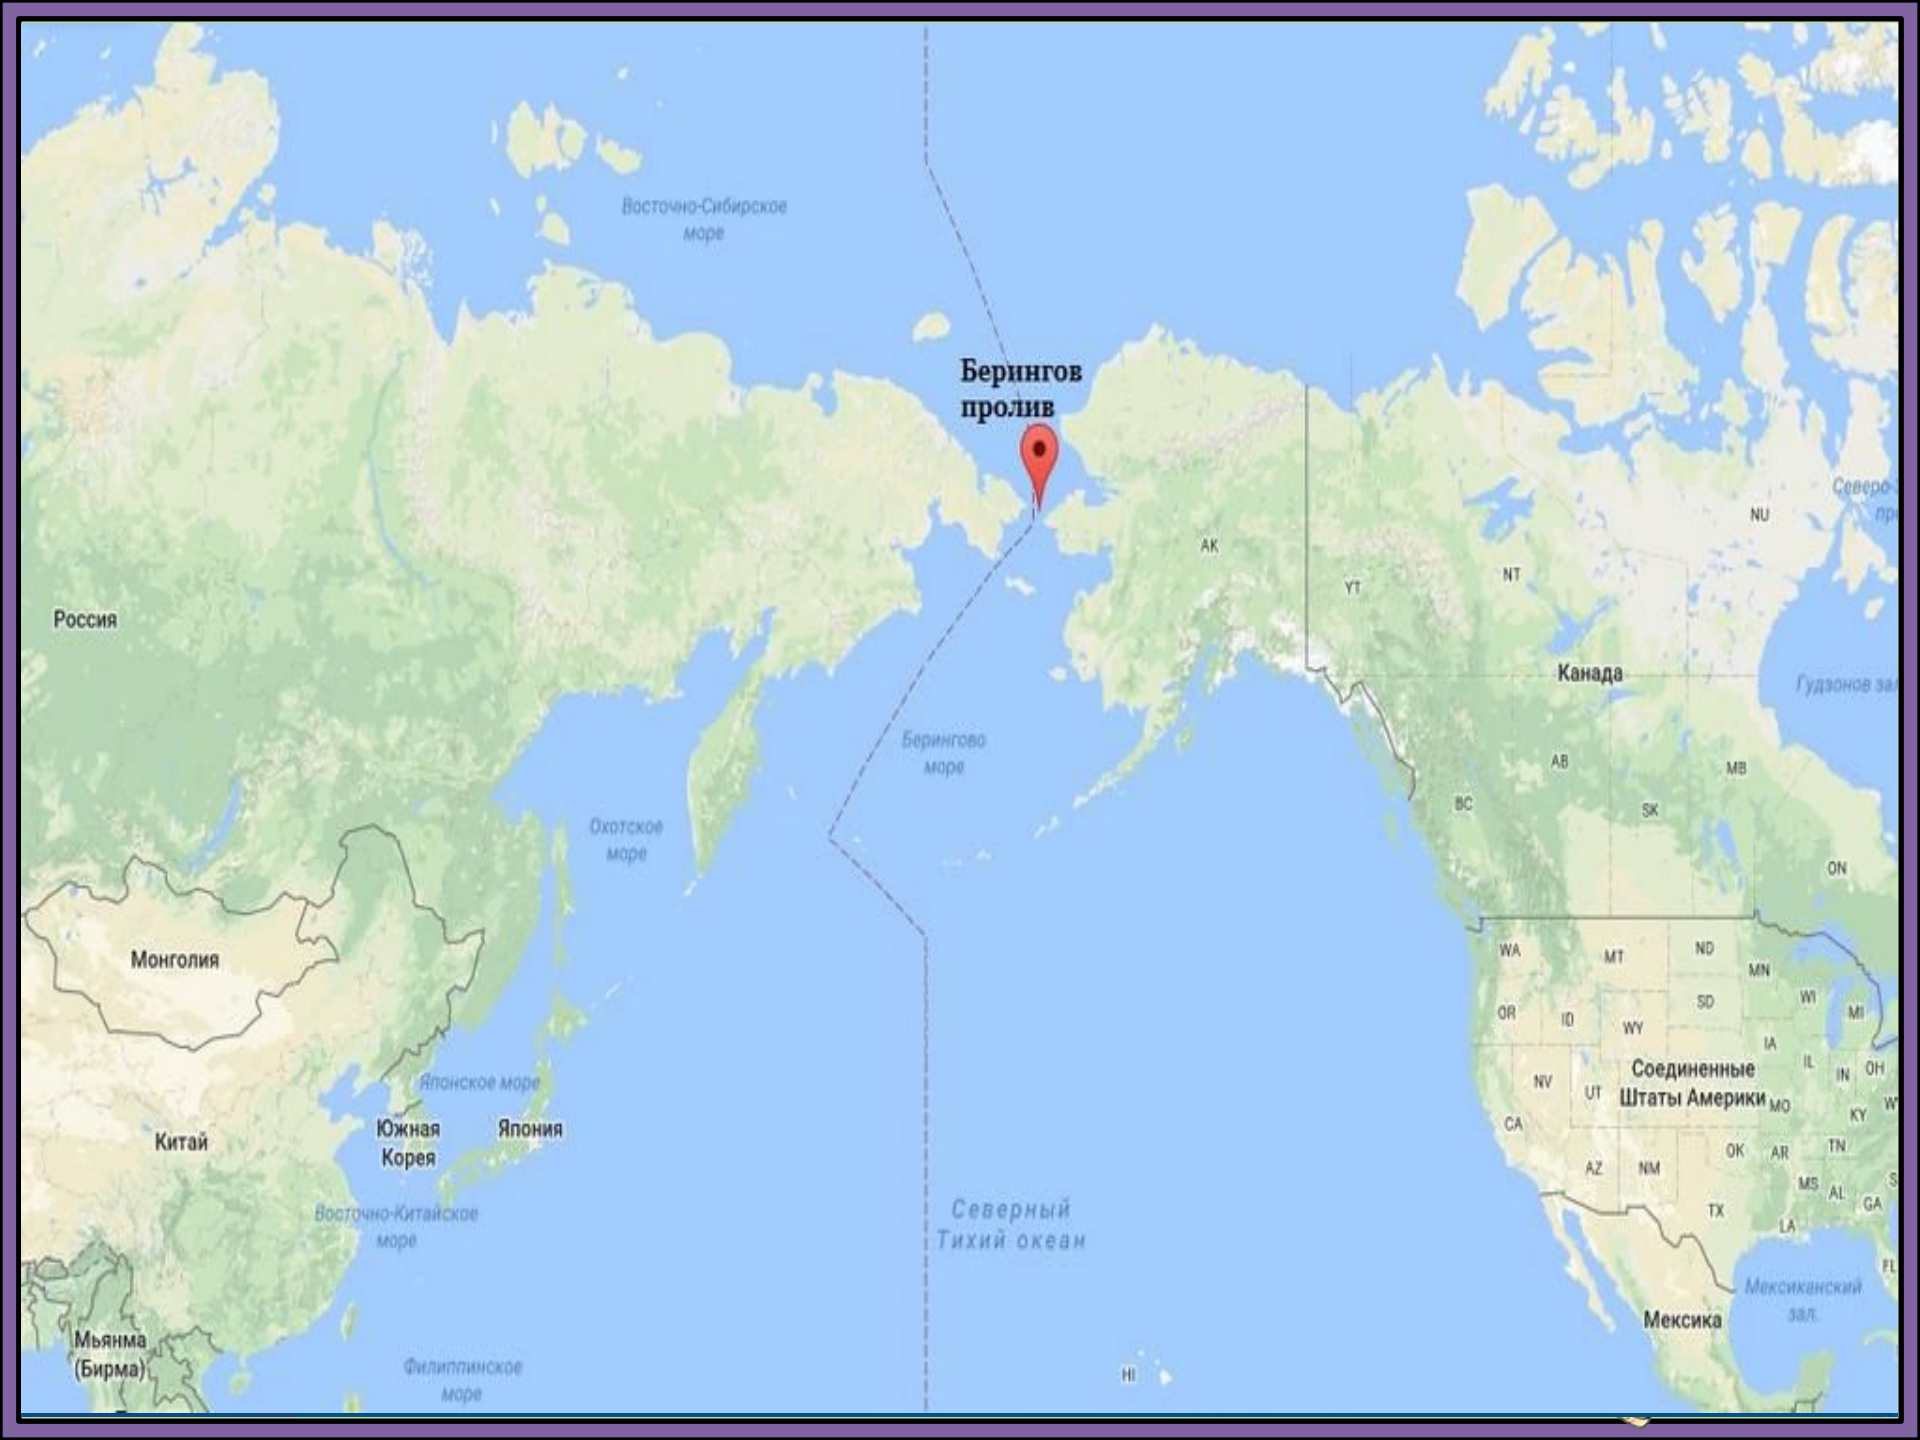 Восточно-Сибирское
море
Берингов
пролив
NU
AK
NT
YT
Россия
Канада
Берингово
море
AB
MB
BC
SK
Охотское
море
ON
WA
MT
ND
MN
Монголия
WI
SD
OR
ID
WY
MI
IA
IL
IN
OH
Соединенные
Штаты Америки
NV
UT
MO
KY
Японское море
Южная
Корея
Япония
CA
Китай
OK
AR
TN
AZ
NM
MS
AL
GA
TX
LA
Восточно-Китайское
море
Северный
Тихий океан
FL
Мексиканский
зал.
Мексика
Мьянма
(Бирма)
Филиппинское
море
HI